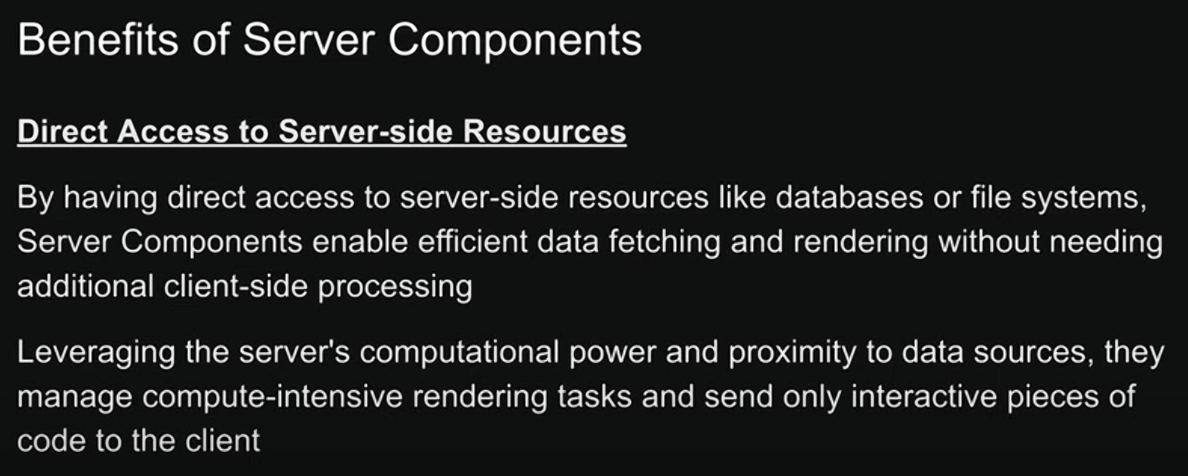 Benefits of Server Components
Direct Access to Server-side Resources
By having direct access to server-side resources like databases or file systems,
Server Components enable efficient data fetching and rendering without needing
additional client-side processing
Leveraging the server's computational power and proximity to data sources, they
manage compute-intensive rendering tasks and send only interactive pieces of
code to the client